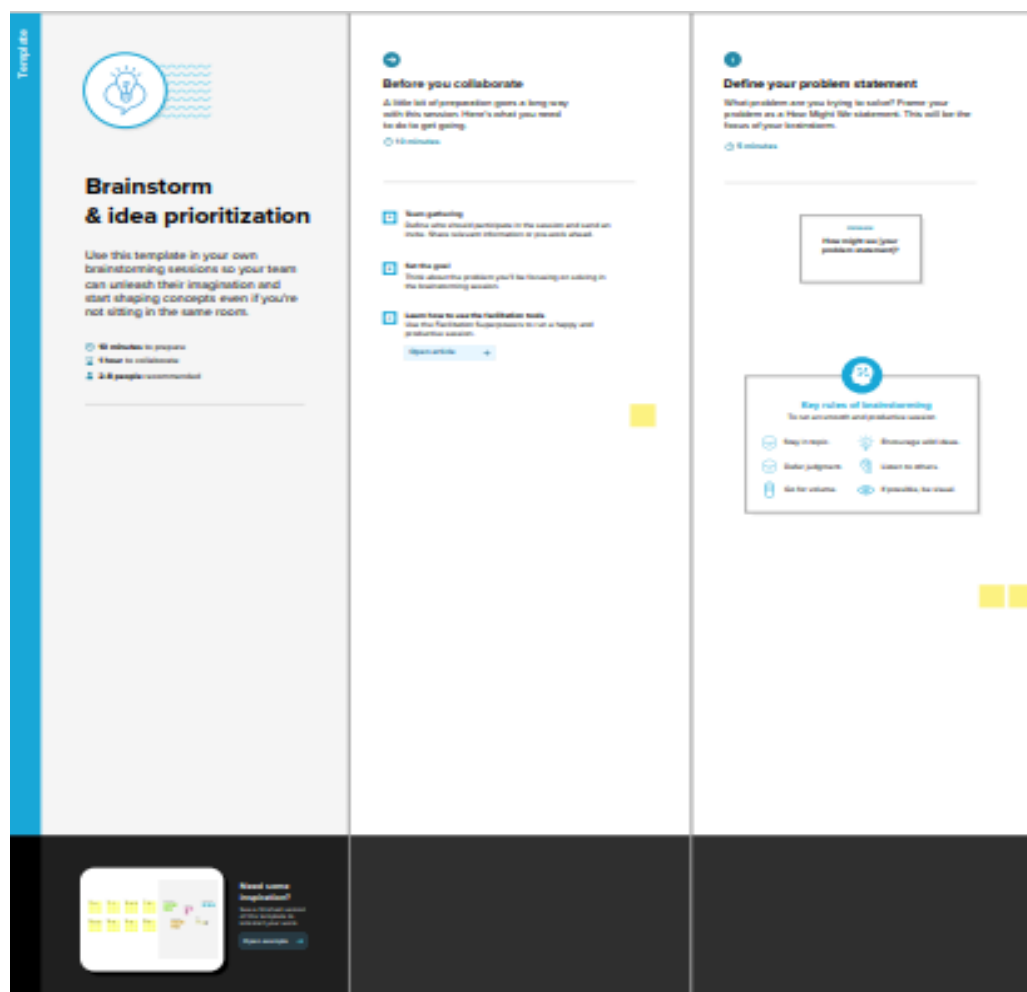 Template
Brainstorm
& idea prioritization
Use this template in your own
brainstorming sessions so your team
can unleash their imagination and
start shaping concepts even if you're
not sitting in the same room.
10 minutes to prepare
1 hour to collaborate
2-8 people recommended
Before you collaborate
A little bit of preparation goes a long way
with this session. Here's what you need
to do to get going.
10 minutes
Team gathering
Define who should participate in the session and send an
invite. Share relevant information or pre-work ahead.
Set the goal
Think about the problem you'll be focusing on solving in
the brainstorming session.
Learn how to use the facilitation tools
Use the Facilitation Superpowers to run a happy and
productive session.
Open article
Define your problem statement
What problem are you trying to solve? Frame your
problem as a How Might We statement. This will be the
focus of your brainstorm.
5 minutes
How might we [your
problem statement]?
Key rules of brainstorming
To run an smooth and productive session
Stay in topic.
Encourage wild ideas.
Defer judgment.
Listen to others.
Go for volume.
If possible, be visual.
Need some
inspiration?
See a finished version
of this template to
kickstart your work.
Open example